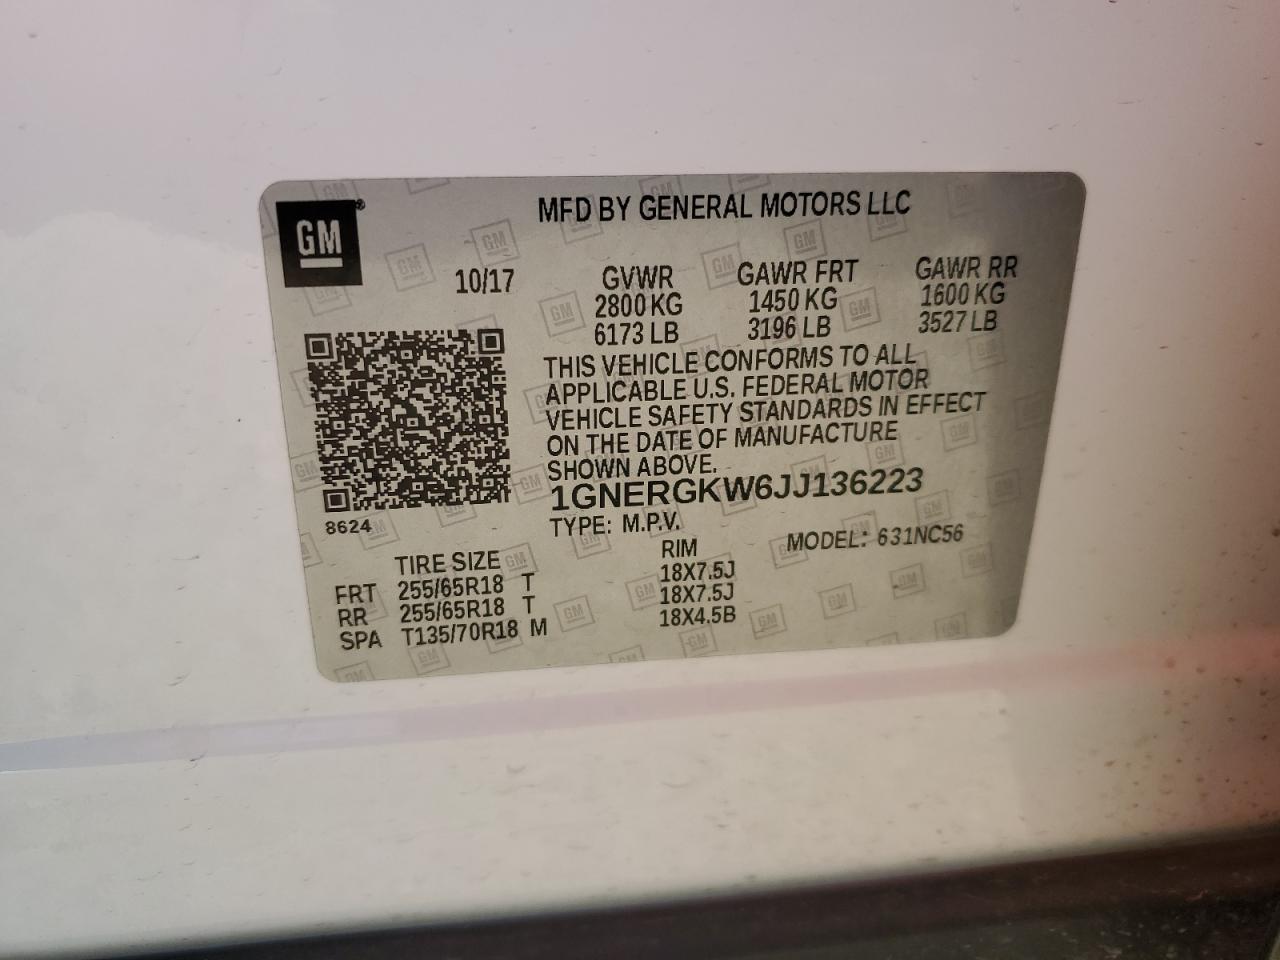 GM®
MFD BY GENERAL MOTORS LLC
10/17 GVWR GAWR FRT GAWR RR
2800 KG 1450 KG 1600 KG
6173 LB 3196 LB 3527 LB
THIS VEHICLE CONFORMS TO ALL
APPLICABLE U.S. FEDERAL MOTOR
VEHICLE SAFETY STANDARDS IN EFFECT
ON THE DATE OF MANUFACTURE
SHOWN ABOVE.
1GNERGKW6JJ136223
8624
TYPE: M.P.V. MODEL: 631NC56
TIRE SIZE RIM
FRT 255/65R18 T 18X7.5J
RR 255/65R18 T 18X7.5J
SPA T135/70R18 M 18X4.5B